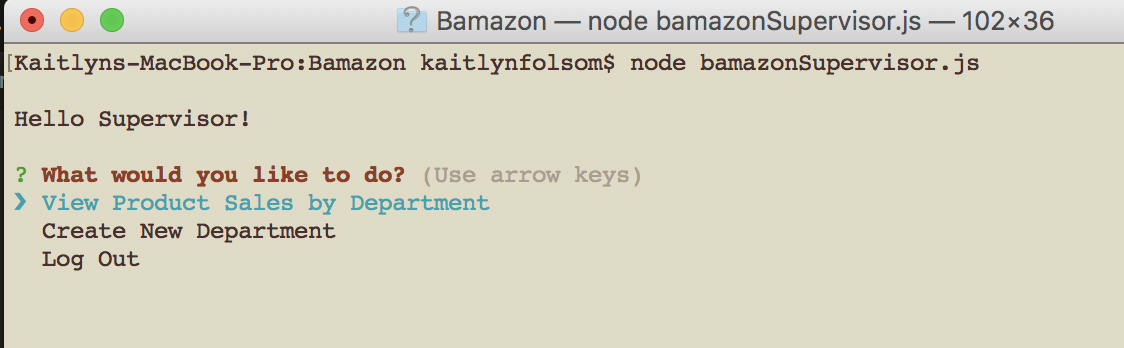 Bamazon — node bamazonSupervisor.js — 102×36
[Kaitlyns-MacBook-Pro:Bamazon kaitlynfolsom$ node bamazonSupervisor.js
Hello Supervisor!
? What would you like to do? (Use arrow keys)
❯ View Product Sales by Department
Create New Department
Log Out